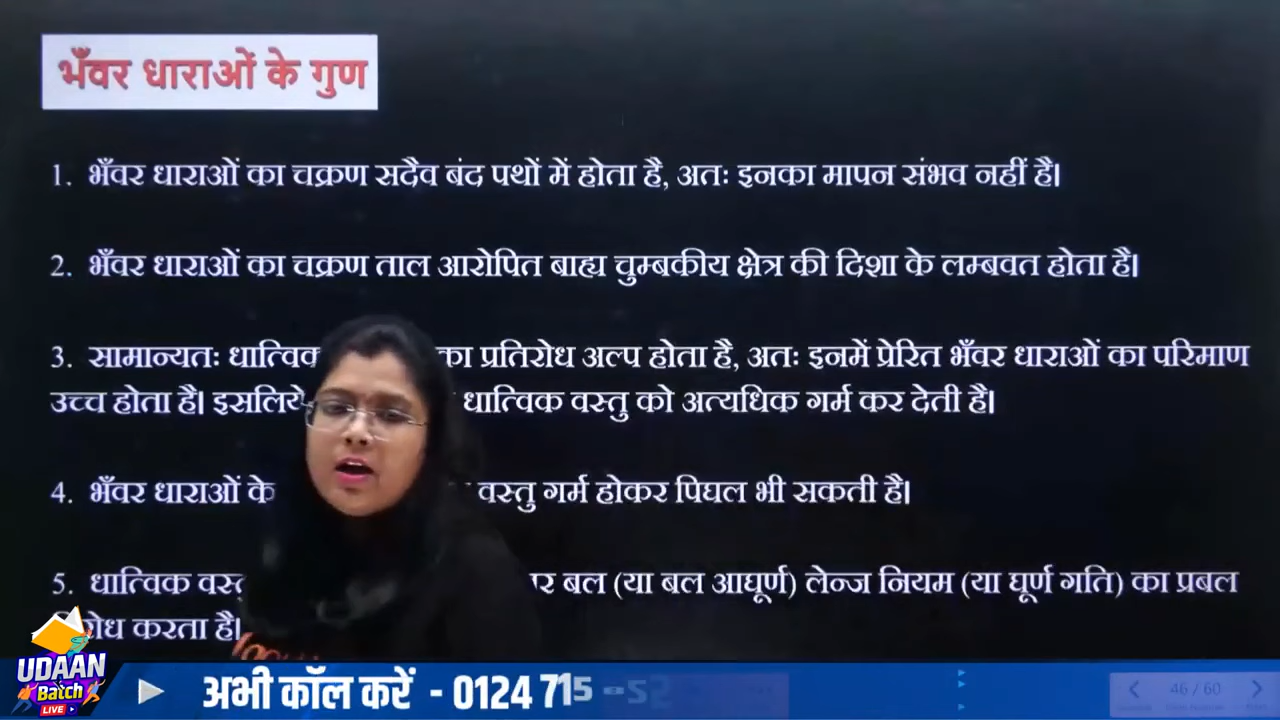 भँवर धाराओं के गुण
1. भँवर धाराओं का चक्रण सदैव बंद पथों में होता है, अतः इनका मापन संभव नहीं है।
2. भँवर धाराओं का चक्रण ताल आरोपित बाह्य चुम्बकीय क्षेत्र की दिशा के लम्बवत होता है।
3. सामान्यतः धात्विक का प्रतिरोध अल्प होता है, अतः इनमें प्रेरित भँवर धाराओं का परिमाण
उच्च होता है। इसलिये धात्विक वस्तु को अत्यधिक गर्म कर देती है।
4. भँवर धाराओं के वस्तु गर्म होकर पिघल भी सकती है।
5. धात्विक बल (या बल आघूर्ण) लेन्ज नियम (या घूर्ण गति) का प्रबल
करता है।
UDAAN
Batch
LIVE
अभी कॉल करें - 0124 715
46 / 60